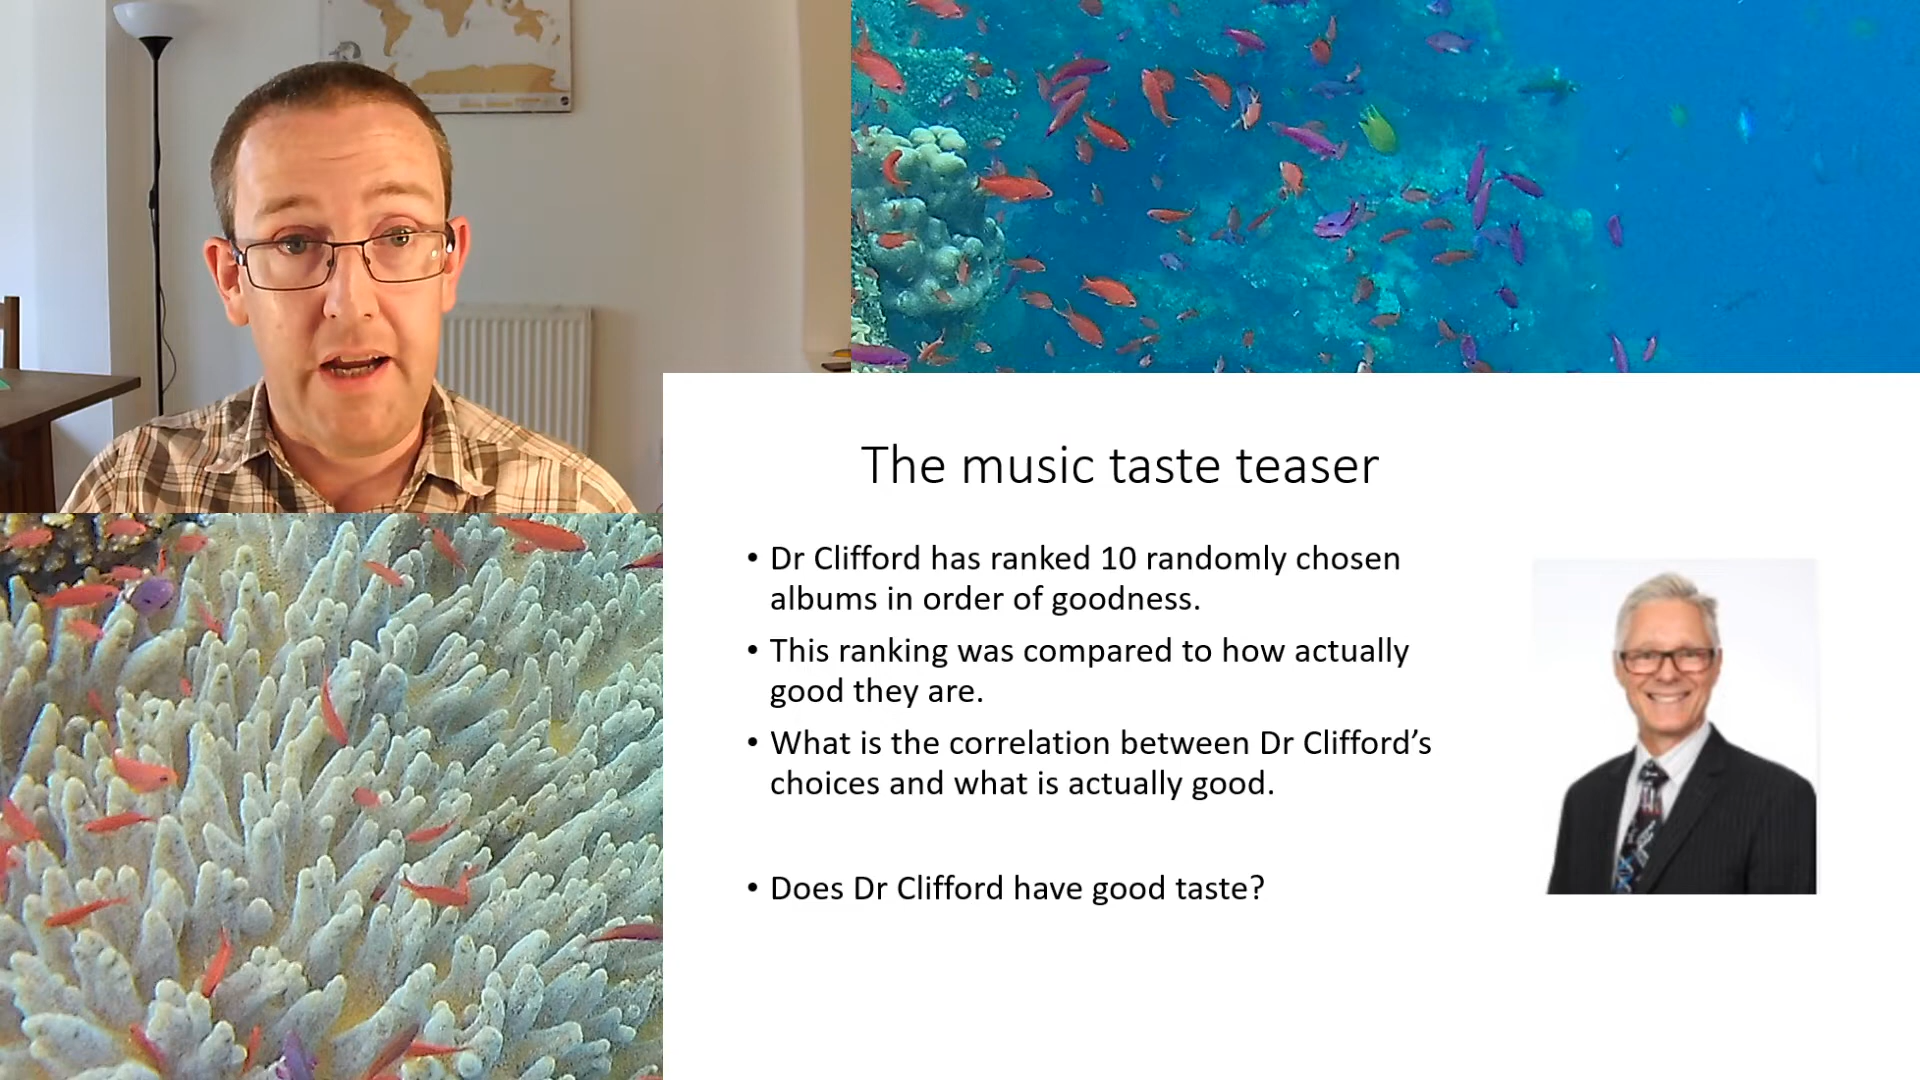 The music taste teaser
• Dr Clifford has ranked 10 randomly chosen
albums in order of goodness.
• This ranking was compared to how actually
good they are.
• What is the correlation between Dr Clifford’s
choices and what is actually good.
• Does Dr Clifford have good taste?